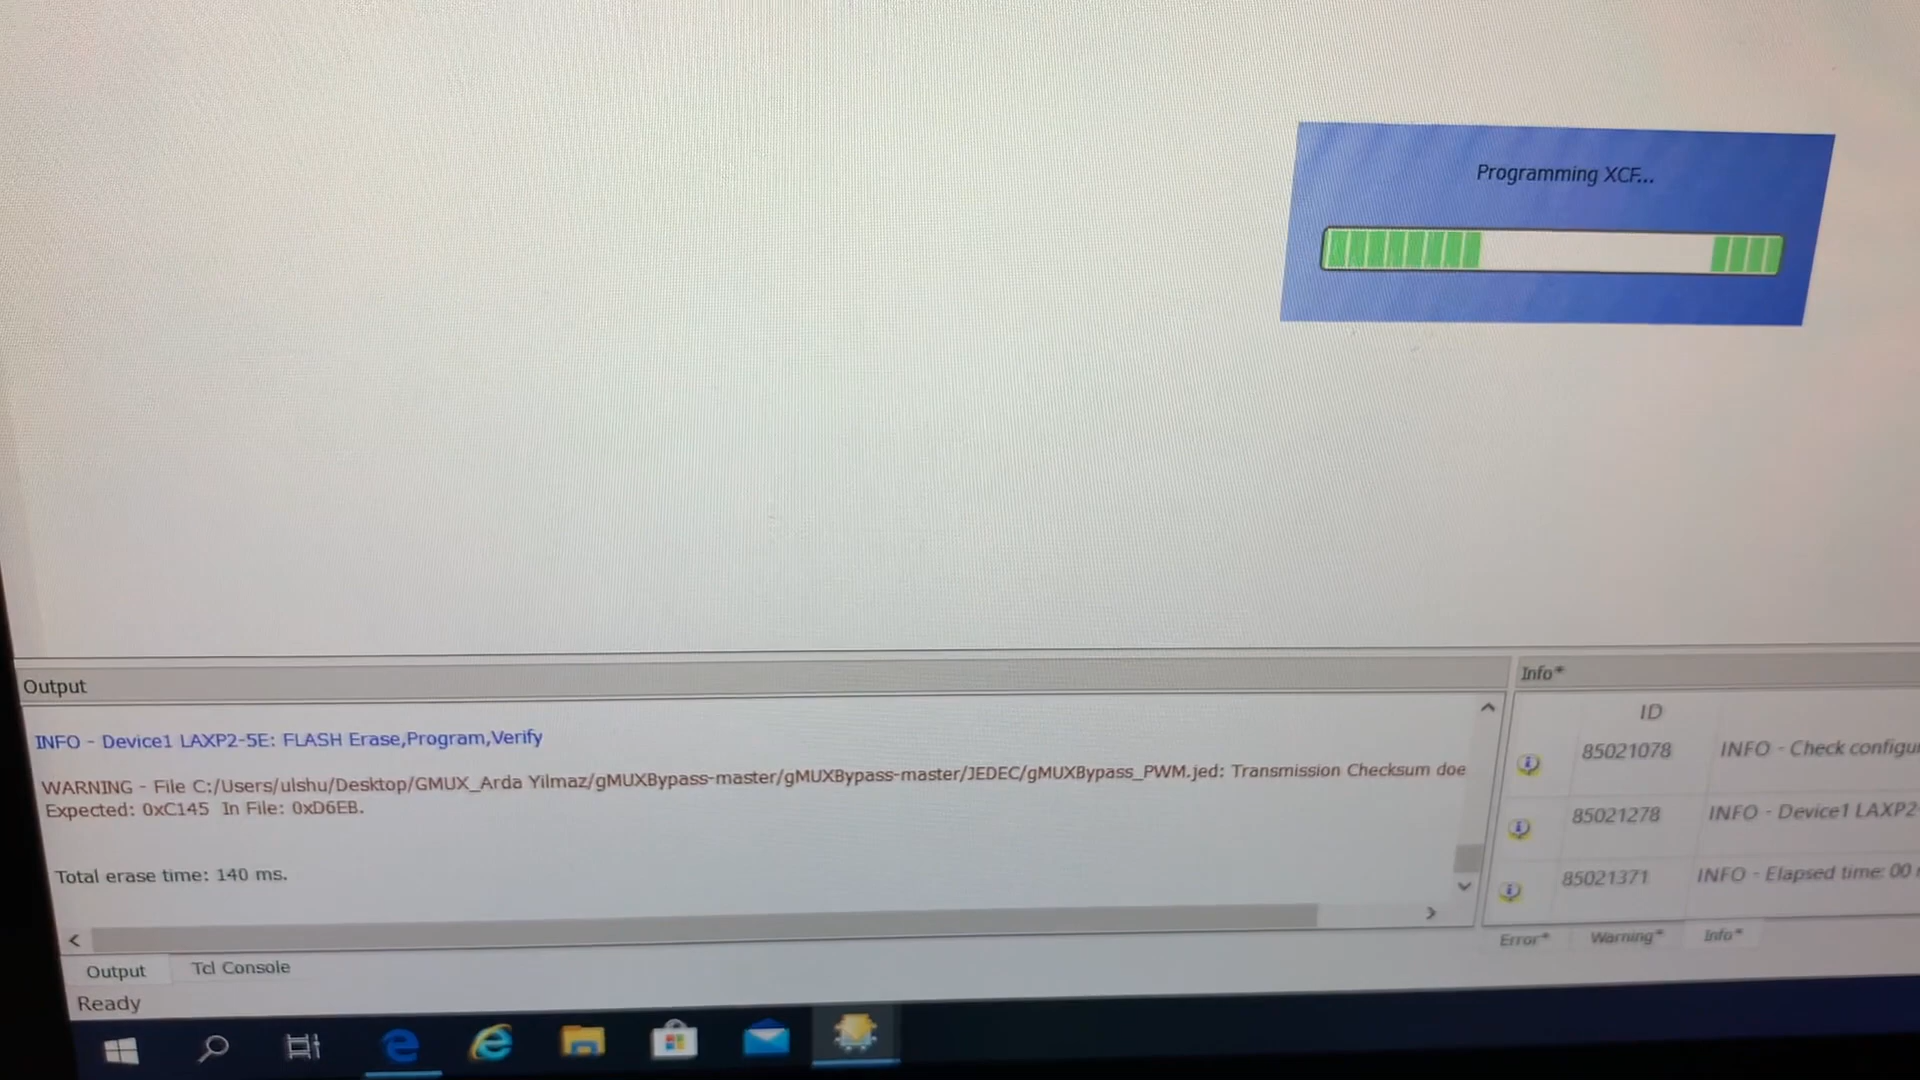 Programming XCF...
Output
INFO - Device1 LAXP2-5E: FLASH Erase,Program,Verify
WARNING - File C:/Users/ulshu/Desktop/GMUX_Arda Yilmaz/gMUXBypass-master/gMUXBypass-master/JEDEC/gMUXBypass_PWM.jed: Transmission Checksum doe
Expected: 0xC145 In File: 0xD6EB.
Total erase time: 140 ms.
Output Tcl Console
Ready
Info*
ID
85021078 INFO - Check configu
85021278 INFO - Device1 LAXP2
85021371 INFO - Elapsed time: 00
Error* Warning* Info*